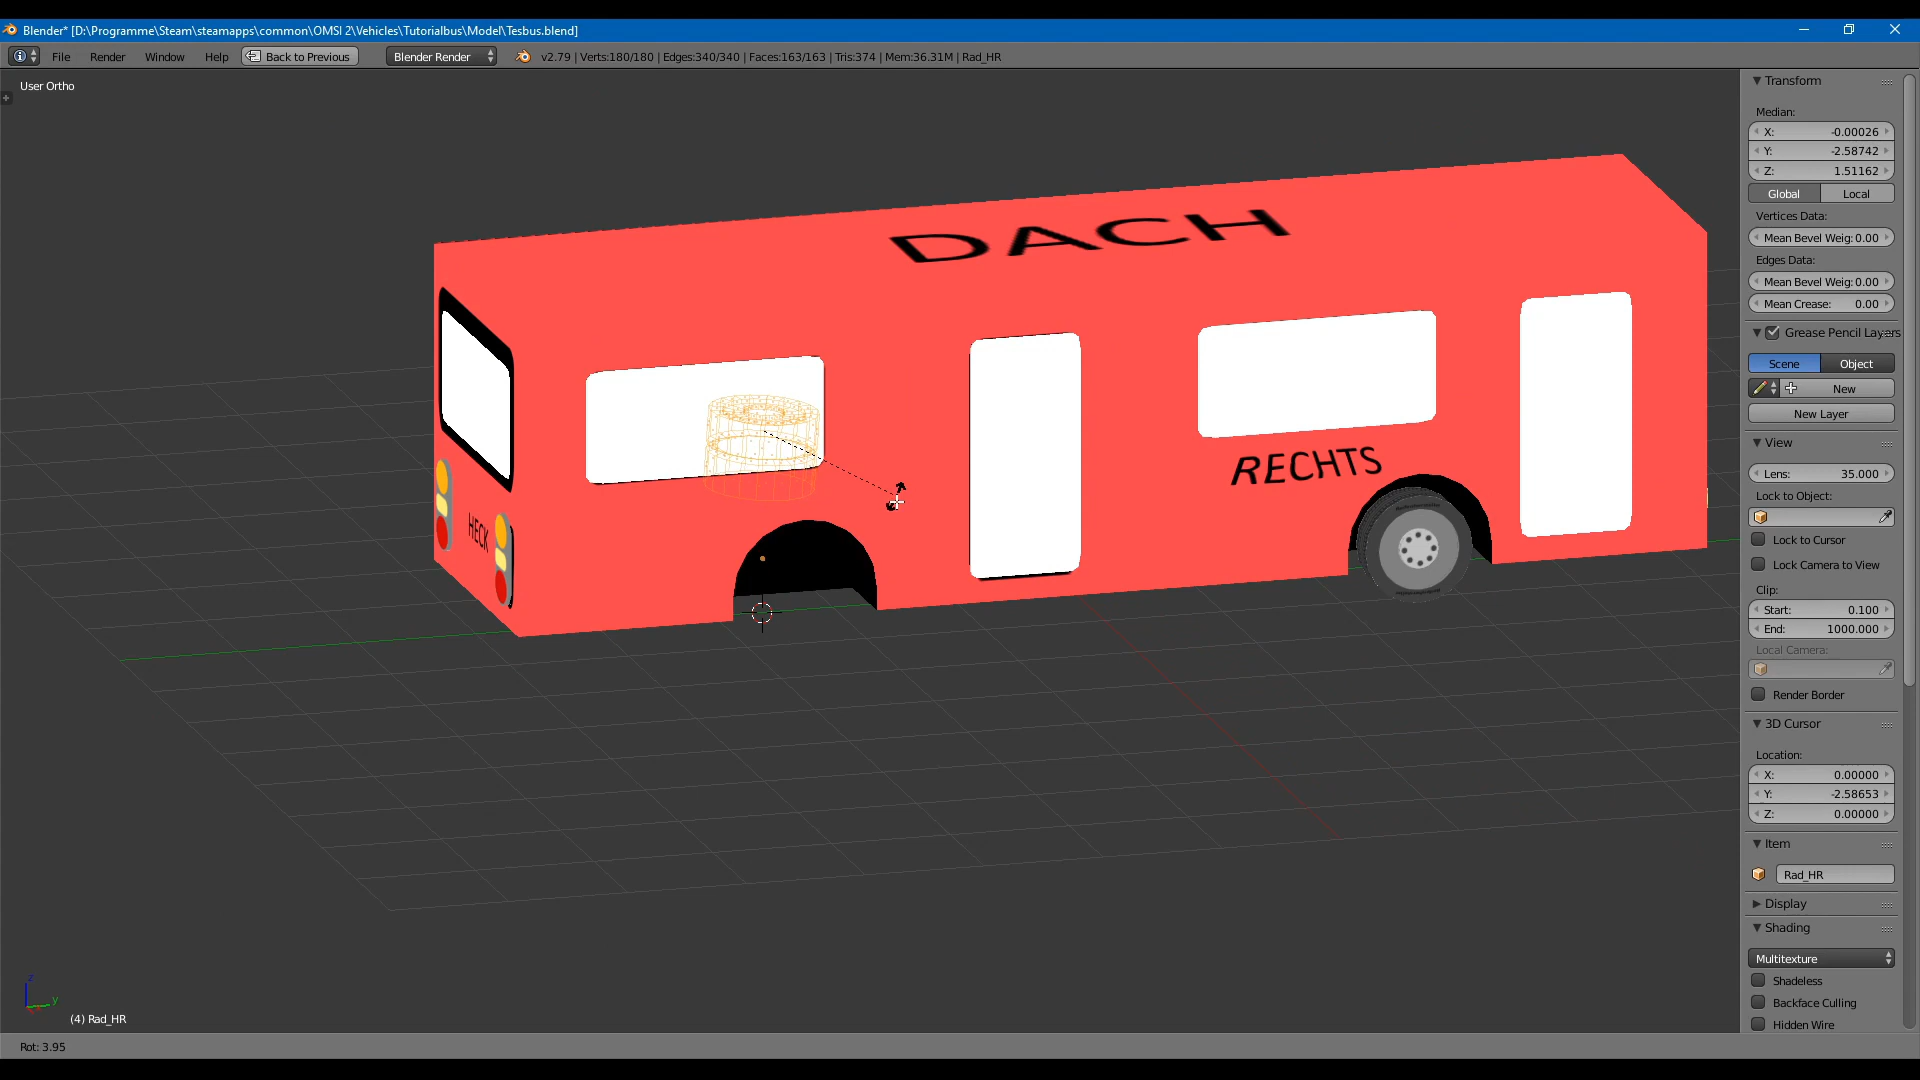 Blender* [D:\Programme\Steam\steamapps\common\OMSI 2\Vehicles\Tutorialbus\Model\Tesbus.blend]
File Render Window Help Back to Previous Blender Render v2.79 | Verts:180/180 | Edges:340/340 | Faces:163/163 | Tris:374 | Mem:36.31M | Rad_HR
User Ortho
DACH
RECHTS
HECK
z
y
(4) Rad_HR
Rot: 3.95
Transform
Median:
X: -0.00026
Y: -2.58742
Z: 1.51162
Global Local
Vertices Data:
Mean Bevel Weig: 0.00
Edges Data:
Mean Bevel Weig: 0.00
Mean Crease: 0.00
Grease Pencil Layers
Scene Object
New
New Layer
View
Lens: 35.000
Lock to Object:
Lock to Cursor
Lock Camera to View
Clip:
Start: 0.100
End: 1000.000
Local Camera:
Render Border
3D Cursor
Location:
X: 0.00000
Y: -2.58653
Z: 0.00000
Item
Rad_HR
Display
Shading
Multitexture
Shadeless
Backface Culling
Hidden Wire